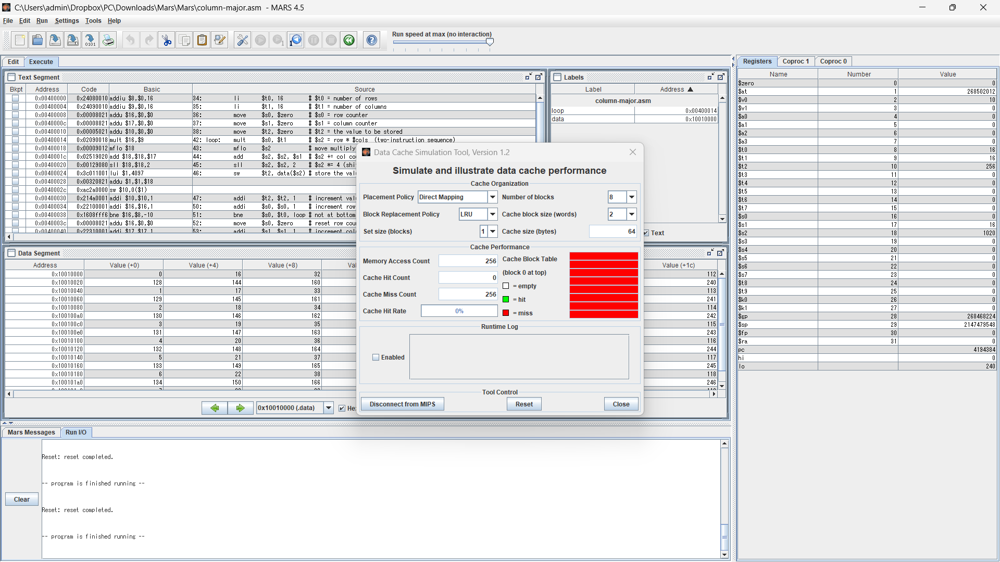 C:\Users\admin\Dropbox\PC\Downloads\Mars\Mars\column-major.asm - MARS 4.5
File Edit Run Settings Tools Help
Run speed at max (no interaction)
Edit Execute
Registers Coproc 1 Coproc 0
Text Segment
Bkpt Address Code Basic Source
0x00400000 0x24080010 addiu $8,$0,16 34: li $t0, 16 # $t0 = number of rows
0x00400004 0x24090010 addiu $9,$0,16 35: li $t1, 16 # $t1 = number of columns
0x00400008 0x00008021 addu $16,$0,$0 36: move $s0, $zero # $s0 = row counter
0x0040000c 0x00008821 addu $17,$0,$0 37: move $s1, $zero # $s1 = column counter
0x00400010 0x00005021 addu $10,$0,$0 38: move $t2, $zero # $t2 = the value to be stored
0x00400014 0x02090018 mult $16,$9 42: loop: mult $s0, $t1 # $s2 = row * #cols (two-instruction sequence)
0x00400018 0x00009012 mflo $18 43: mflo $s2 # move multiply
0x0040001c 0x02519020 add $18,$18,$17 44: add $s2, $s2, $s1 # $s2 += col co
0x00400020 0x00129080 sll $18,$18,2 45: sll $s2, $s2, 2 # $s2 *= 4 (shi
0x00400024 0x3c011001 lui $1,4097 46: sw $t2, data($s2) # store the val
0x00400028 0x00320821 addu $1,$1,$18
0x0040002c 0xac2a0000 sw $10,0($1)
0x00400030 0x214a0001 addi $10,$10,1 47: addi $t2, $t2, 1 # increment val
0x00400034 0x22100001 addi $16,$16,1 50: addi $s0, $s0, 1 # increment row
0x00400038 0x1608fff6 bne $16,$8,-10 51: bne $s0, $t0, loop # not at bottom
0x0040003c 0x00008021 addu $16,$0,$0 52: move $s0, $zero # reset row cou
0x00400040 0x22310001 addi $17,$17,1 53: addi $s1, $s1, 1 # increment col
Labels
Label Address ▲
column-major.asm
loop 0x00400014
data 0x10010000
Text
Data Cache Simulation Tool, Version 1.2
Simulate and illustrate data cache performance
Cache Organization
Placement Policy Direct Mapping Number of blocks 8
Block Replacement Policy LRU Cache block size (words) 2
Set size (blocks) 1 Cache size (bytes) 64
Cache Performance
Memory Access Count 256 Cache Block Table
(block 0 at top)
Cache Hit Count 0
= empty
Cache Miss Count 256
= hit
Cache Hit Rate 0%
= miss
Runtime Log
Enabled
Tool Control
Disconnect from MIPS Reset Close
Data Segment
Address Value (+0) Value (+4) Value (+8) Val Value (+1c)
0x10010000 0 16 32 112
0x10010020 128 144 160 240
0x10010040 1 17 33 113
0x10010060 129 145 161 241
0x10010080 2 18 34 114
0x100100a0 130 146 162 242
0x100100c0 3 19 35 115
0x100100e0 131 147 163 243
0x10010100 4 20 36 116
0x10010120 132 148 164 244
0x10010140 5 21 37 117
0x10010160 133 149 165 245
0x10010180 6 22 38 118
0x100101a0 134 150 166 246
0x10010000 (.data) He
Name Number Value
$zero 0 0
$at 1 268502012
$v0 2 10
$v1 3 0
$a0 4 0
$a1 5 0
$a2 6 0
$a3 7 0
$t0 8 16
$t1 9 16
$t2 10 256
$t3 11 0
$t4 12 0
$t5 13 0
$t6 14 0
$t7 15 0
$s0 16 0
$s1 17 16
$s2 18 1020
$s3 19 0
$s4 20 0
$s5 21 0
$s6 22 0
$s7 23 0
$t8 24 0
$t9 25 0
$k0 26 0
$k1 27 0
$gp 28 268468224
$sp 29 2147479548
$fp 30 0
$ra 31 0
pc 4194384
hi 0
lo 240
Mars Messages Run I/O
Reset: reset completed.
-- program is finished running --
Clear
Reset: reset completed.
-- program is finished running --